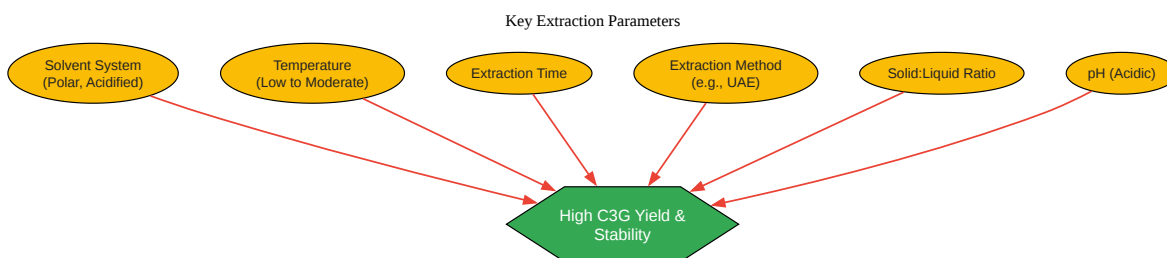 Key Extraction Parameters
Solvent System
(Polar, Acidified)
Temperature
(Low to Moderate)
Extraction Time
Extraction Method
(e.g., UAE)
Solid:Liquid Ratio
pH (Acidic)
High C3G Yield &
Stability